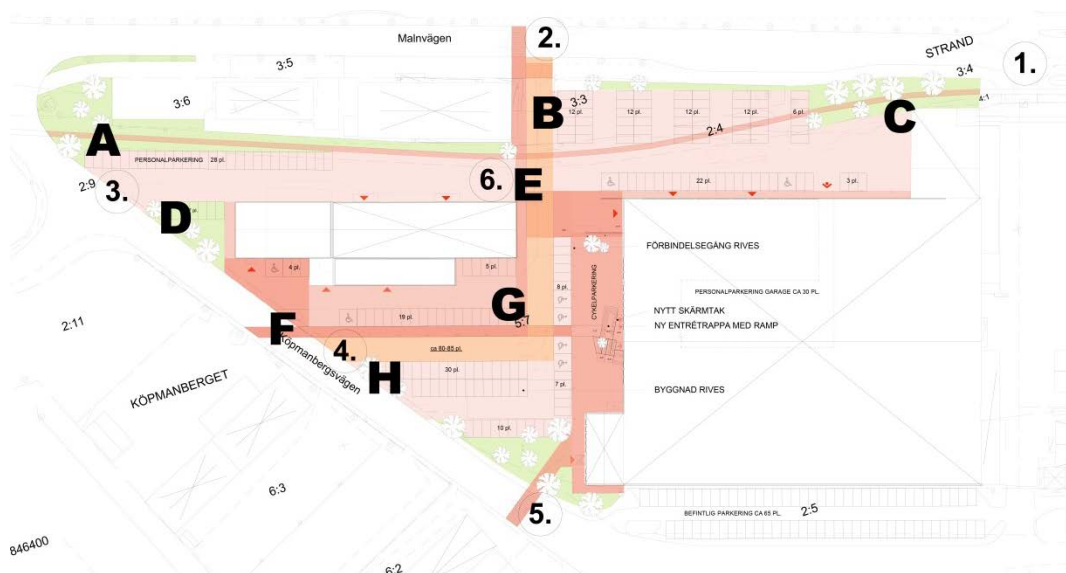 Malnvägen
2.
STRAND
3:4
1.
3:5
3:6
B
3:3
12 pl.
12 pl.
12 pl.
12 pl.
6 pl.
4:1
C
2:4
A
PERSONALPARKERING 28 pl.
2:9
3.
6.
E
22 pl.
3 pl.
D
FÖRBINDELSEGÅNG RIVES
4 pl.
5 pl.
8 pl.
CYKELPARKERING
PERSONALPARKERING GARAGE CA 30 PL.
G
5:7
NYTT SKÄRMTAK
NY ENTRÉTRAPPA MED RAMP
2:11
F
19 pl.
Köpmanbergsvägen
4.
ca 80-85 pl.
H
30 pl.
7 pl.
KÖPMANBERGET
BYGGNAD RIVES
10 pl.
6:3
5.
BEFINTLIG PARKERING CA 65 PL.
2:5
846400
6:2